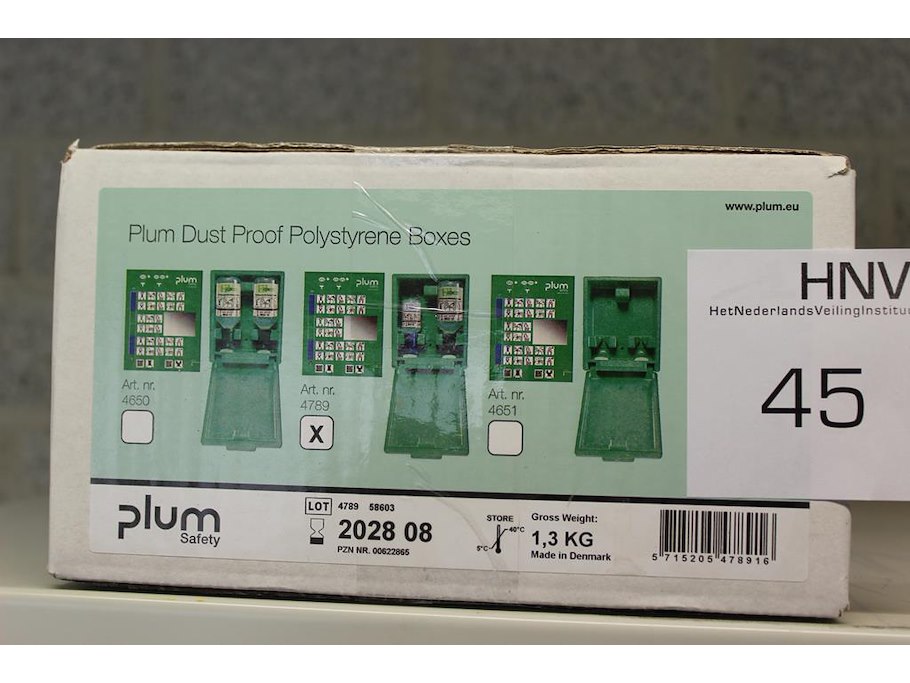 www.plum.eu
Plum Dust Proof Polystyrene Boxes
plum
plum
plum
Art. nr.
4650
Art. nr.
4789
X
Art. nr.
4651
HNV
HetNederlandsVeilingInstitu
45
plum
Safety
LOT 4789 58603
2028 08
PZN NR. 00622865
STORE
40°C
5°C
Gross Weight:
1,3 KG
Made in Denmark
5 715205 478916